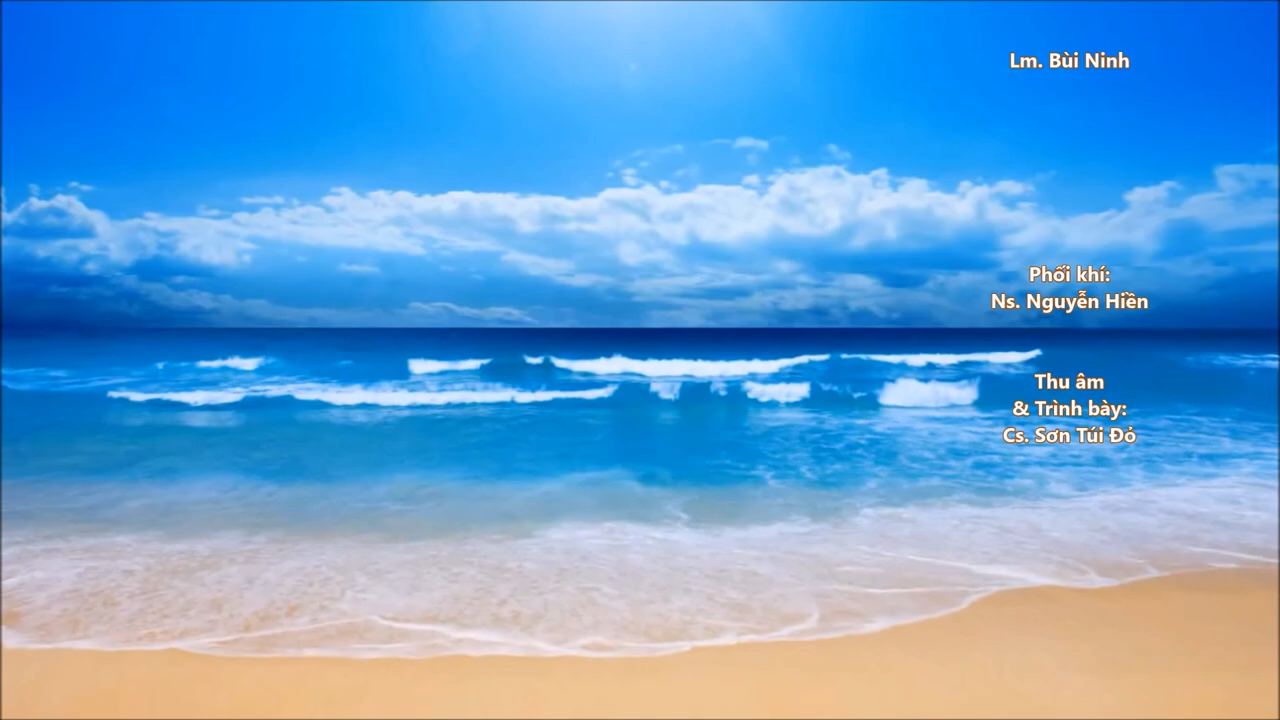 Lm. Bùi Ninh
Phối khí:
Ns. Nguyễn Hiền
Thu âm
& Trình bày:
Cs. Sơn Túi Đỏ